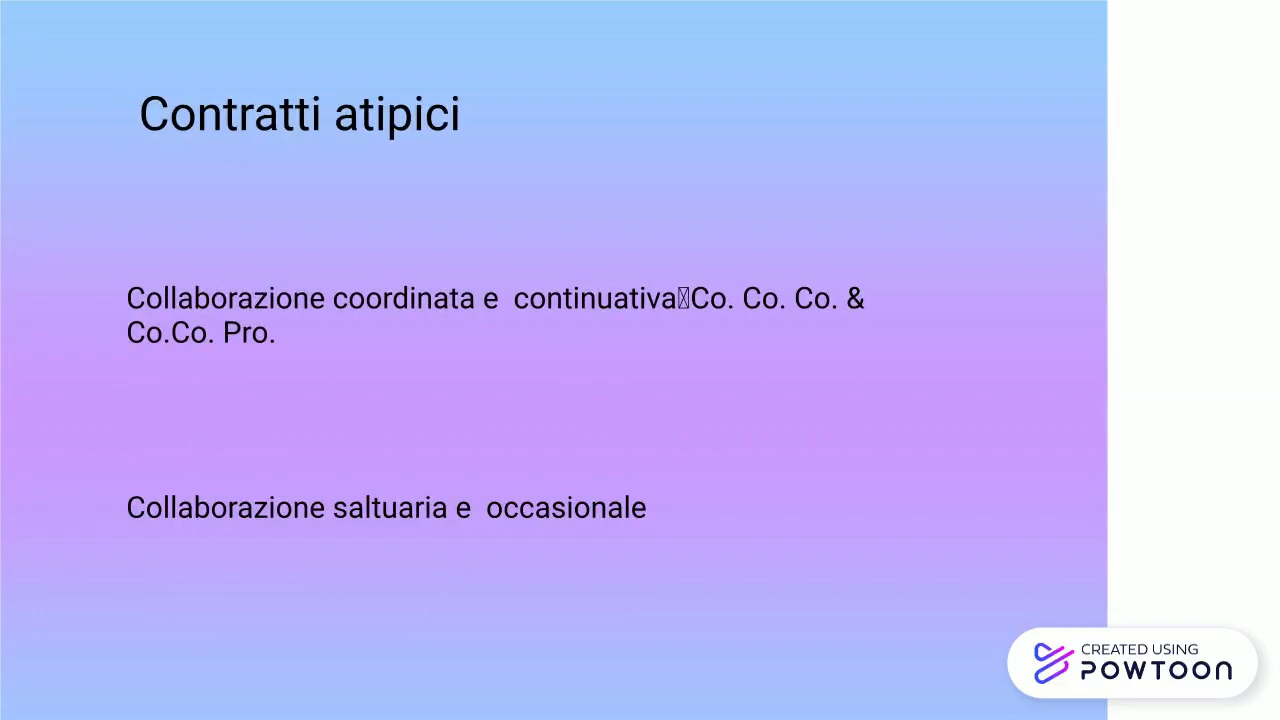 Contratti atipici
Collaborazione coordinata e  continuativa Co. Co. Co. &
Co.Co. Pro.
Collaborazione saltuaria e  occasionale
CREATED USING
POWTOON